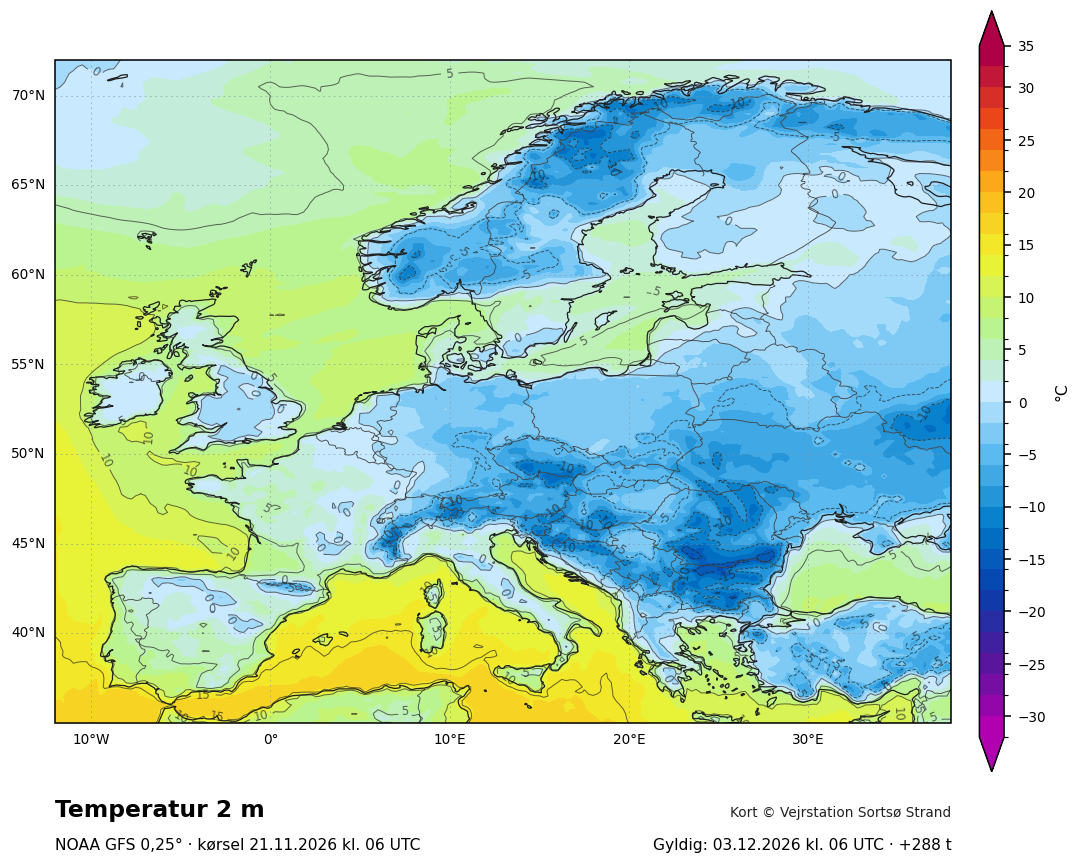 70°N
65°N
60°N
55°N
50°N
45°N
40°N
10°W 0° 10°E 20°E 30°E
35
30
25
20
15
10
5
0
−5
−10
−15
−20
−25
−30
°C
Temperatur 2 m
Kort © Vejrstation Sortsø Strand
NOAA GFS 0,25° · kørsel 21.11.2026 kl. 06 UTC
Gyldig: 03.12.2026 kl. 06 UTC · +288 t